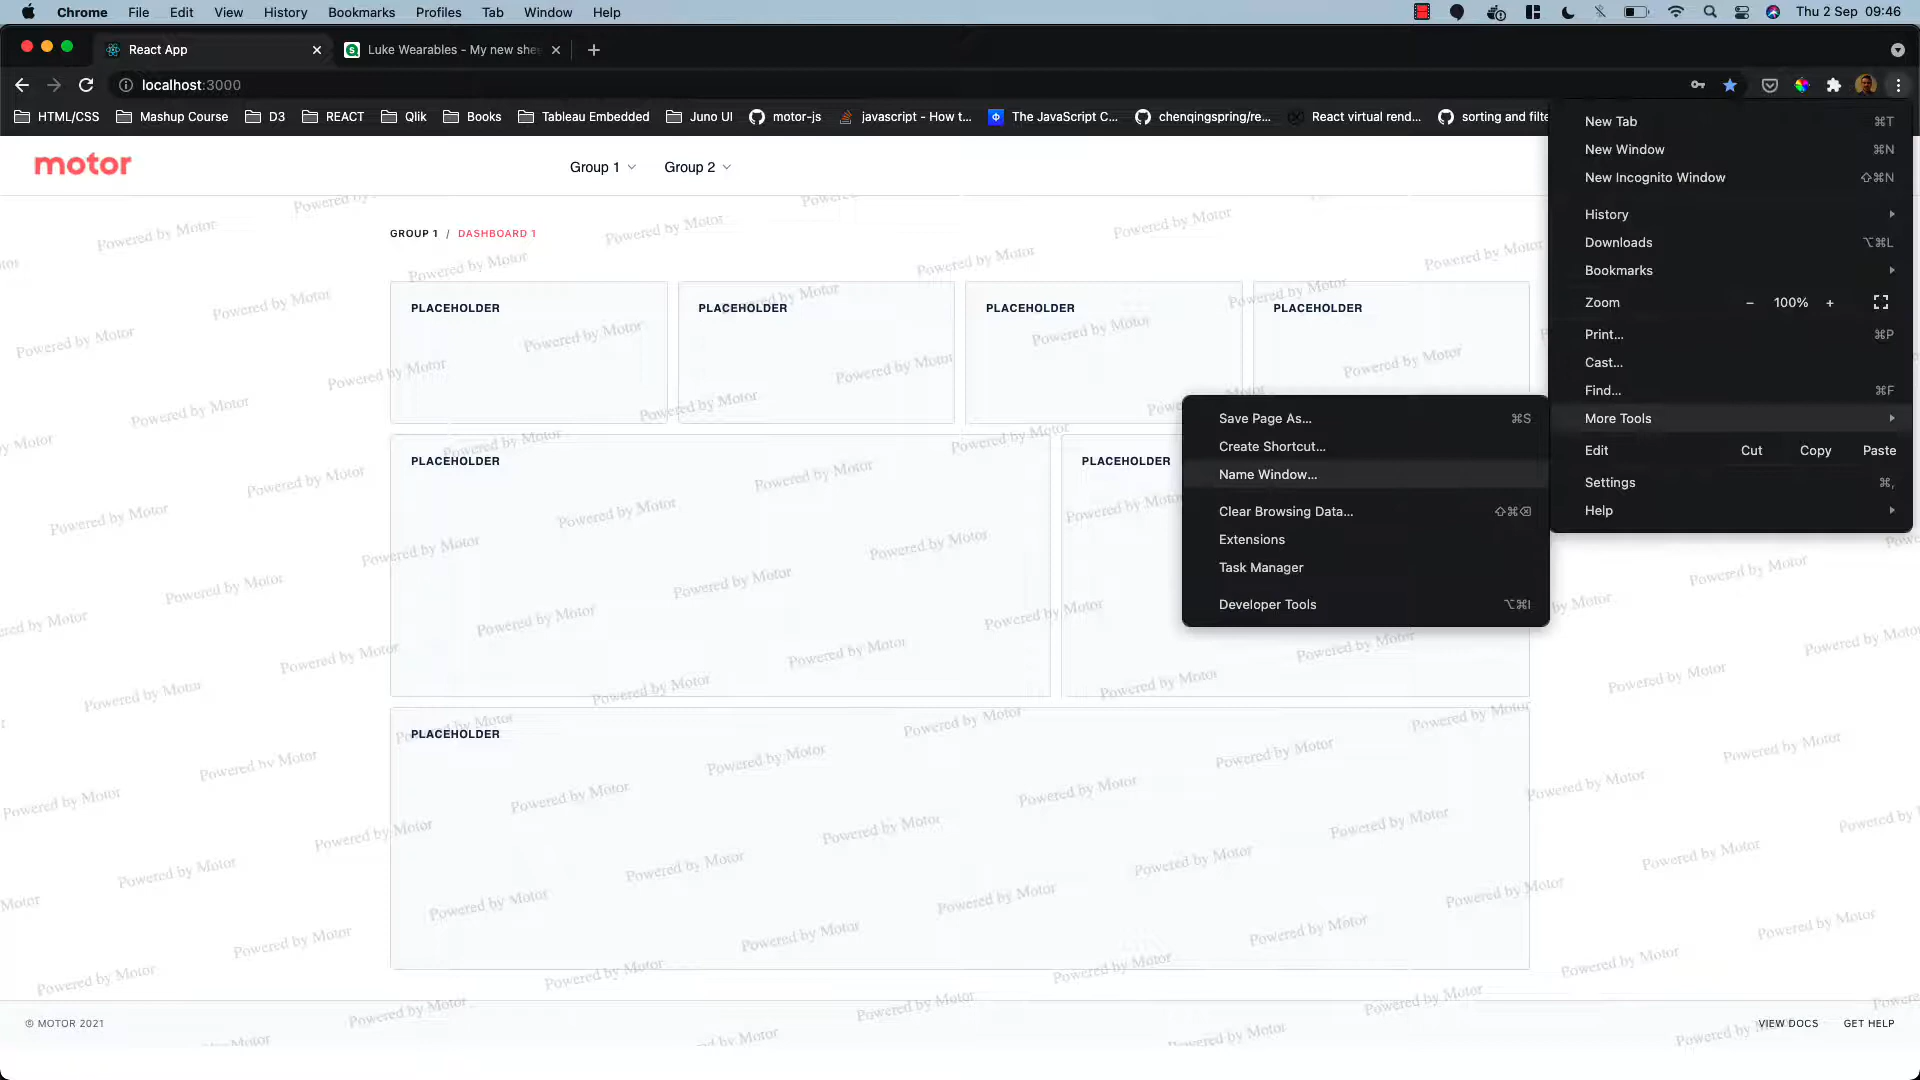 Chrome File Edit View History Bookmarks Profiles Tab Window Help Thu 2 Sep 09:46
React App Luke Wearables - My new shee
localhost:3000
HTML/CSS Mashup Course D3 REACT Qlik Books Tableau Embedded Juno UI motor-js javascript - How t... The JavaScript C... chenqingspring/re... React virtual rend... sorting and filte
motor
Group 1 Group 2
GROUP 1 / DASHBOARD 1
PLACEHOLDER PLACEHOLDER PLACEHOLDER PLACEHOLDER
PLACEHOLDER PLACEHOLDER
PLACEHOLDER
Powered by Motor
New Tab ⌘T
New Window ⌘N
New Incognito Window ⇧⌘N
History
Downloads ⌥⌘L
Bookmarks
Zoom − 100% +
Print... ⌘P
Cast...
Find... ⌘F
More Tools
Edit Cut Copy Paste
Settings ⌘,
Help
Save Page As... ⌘S
Create Shortcut...
Name Window...
Clear Browsing Data... ⇧⌘⌫
Extensions
Task Manager
Developer Tools ⌥⌘I
© MOTOR 2021 VIEW DOCS GET HELP